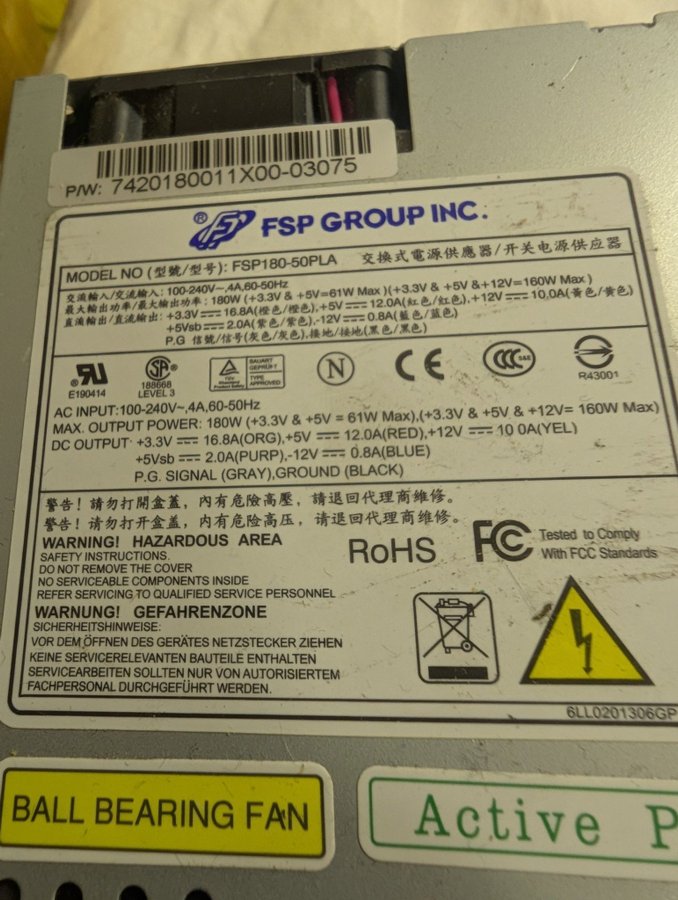 P/W: 7420180011X00-03075
® FSP GROUP INC.
MODEL NO (型號/型号): FSP180-50PLA 交換式電源供應器/开关电源供应器
交流輸入/交流输入: 100-240V~,4A,60-50Hz
最大輸出功率/最大输出功率: 180W (+3.3V & +5V=61W Max)(+3.3V & +5V&+12V=160W Max)
直流輸出/直流输出: +3.3V ⎓ 16.8A(橙色/橙色),+5V ⎓ 12.0A(紅色/红色),+12V ⎓ 10.0A(黃色/黄色)
+5Vsb ⎓ 2.0A(紫色/紫色),-12V ⎓ 0.8A(藍色/蓝色)
P.G 信號/信号(灰色/灰色),接地/接地(黑色/黑色)
E190414
188668
LEVEL 3
BAUART
GEPRÜFT
TYPE
APPROVED
N
CE
CCC S&E
R43001
AC INPUT:100-240V~,4A,60-50Hz
MAX. OUTPUT POWER: 180W (+3.3V & +5V = 61W Max),(+3.3V & +5V &+12V= 160W MAX)
DC OUTPUT +3.3V ⎓ 16.8A(ORG),+5V ⎓ 12.0A(RED),+12V ⎓ 10 0A(YEL)
+5Vsb ⎓ 2.0A(PURP),-12V ⎓ 0.8A(BLUE)
P.G. SIGNAL (GRAY),GROUND (BLACK)
警告! 請勿打開盒蓋, 內有危險高壓, 請退回代理商維修。
警告! 请勿打开盒盖, 内有危险高压, 请退回代理商维修。
WARNING! HAZARDOUS AREA
SAFETY INSTRUCTIONS.
DO NOT REMOVE THE COVER
NO SERVICEABLE COMPONENTS INSIDE
REFER SERVICING TO QUALIFIED SERVICE PERSONNEL
RoHS
FC Tested to Comply
With FCC Standards
WARNUNG! GEFAHRENZONE
SICHERHEITSHINWEISE:
VOR DEM ÖFFNEN DES GERÄTES NETZSTECKER ZIEHEN
KEINE SERVICERELEVANTEN BAUTEILE ENTHALTEN
SERVICEARBEITEN SOLLTEN NUR VON AUTORISIERTEM
FACHPERSONAL DURCHGEFÜHRT WERDEN.
6LL0201306GP
BALL BEARING FAN
Active P